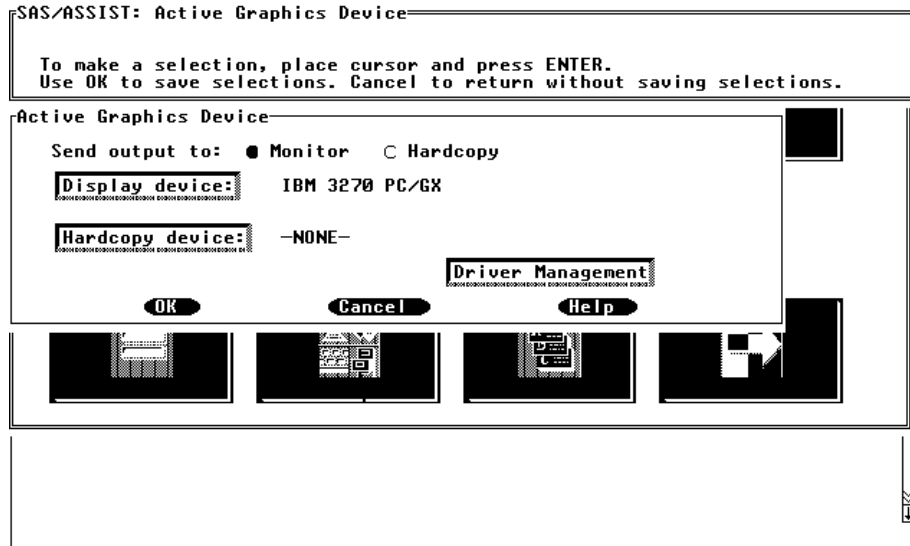 SAS/ASSIST: Active Graphics Device
To make a selection, place cursor and press ENTER.
Use OK to save selections. Cancel to return without saving selections.
Active Graphics Device
Send output to: Monitor Hardcopy
Display device: IBM 3270 PC/GX
Hardcopy device: —NONE—
Driver Management
OK Cancel Help